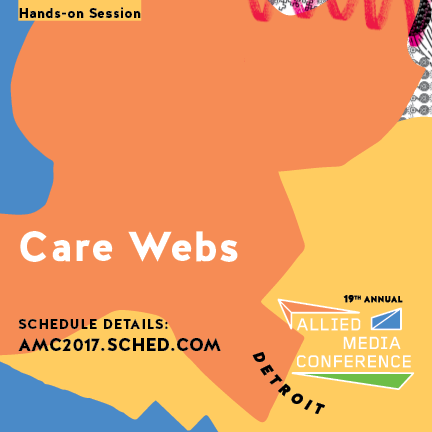 Hands-on Session
Care Webs
SCHEDULE DETAILS:
AMC2017.SCHED.COM
19TH ANNUAL
ALLIED
MEDIA
CONFERENCE
DETROIT